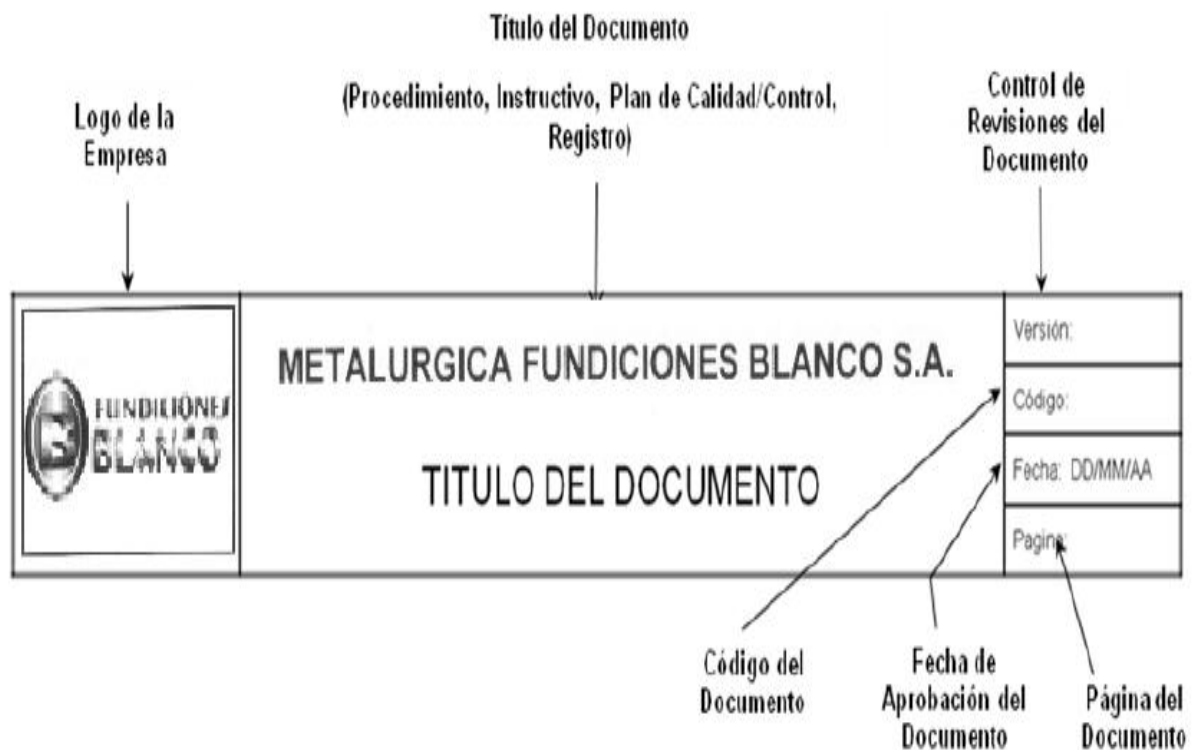 Título del Documento
(Procedimiento, Instructivo, Plan de Calidad/Control,
Registro)
Logo de la
Empresa
Control de
Revisiones del
Documento
FUNDICIONES
BLANCO
METALURGICA FUNDICIONES BLANCO S.A.
TITULO DEL DOCUMENTO
Versión:
Código:
Fecha: DD/MM/AA
Pagina:
Código del
Documento
Fecha de
Aprobación del
Documento
Página del
Documento